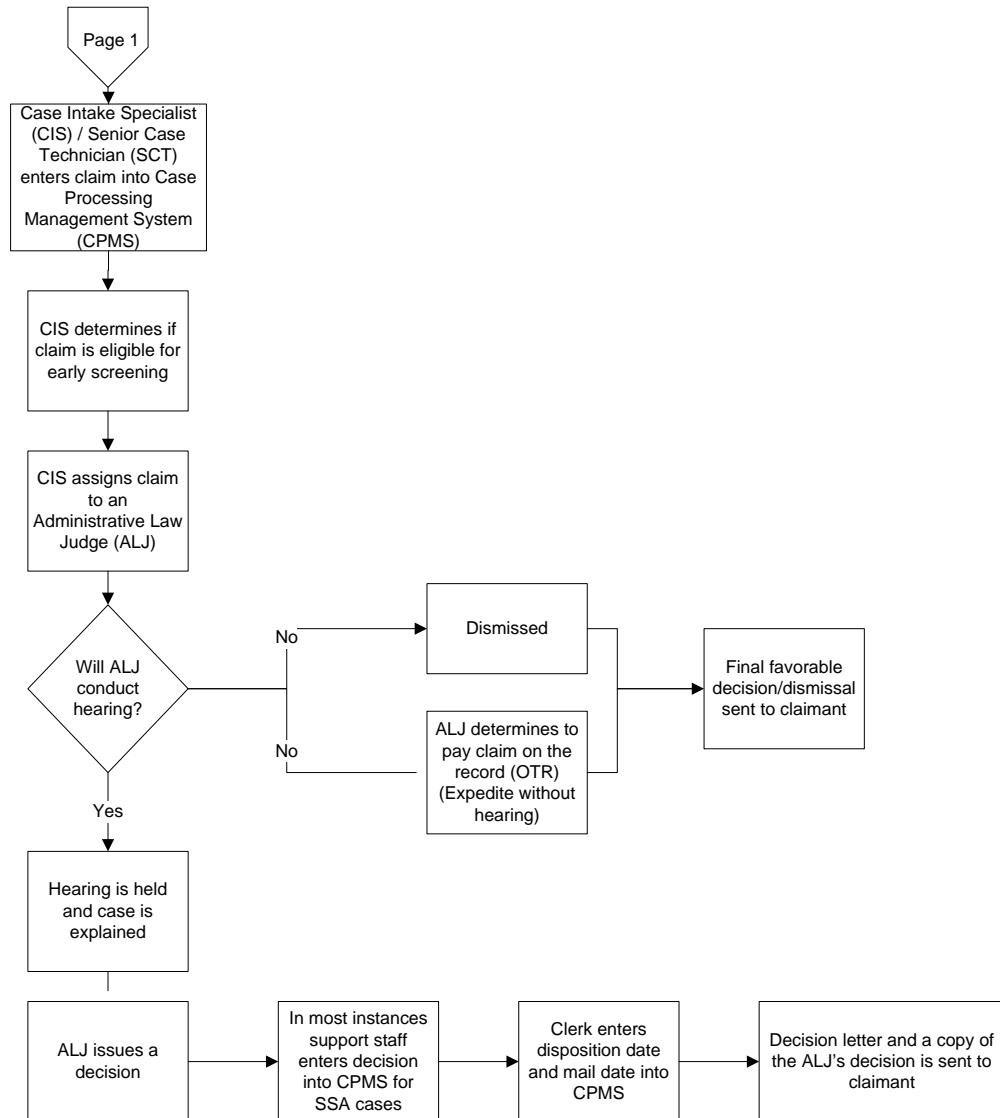 Page 1
Case Intake Specialist
(CIS) / Senior Case
Technician (SCT)
enters claim into Case
Processing
Management System
(CPMS)
CIS determines if
claim is eligible for
early screening
CIS assigns claim
to an
Administrative Law
Judge (ALJ)
Will ALJ
conduct
hearing?
No
Dismissed
Final favorable
decision/dismissal
sent to claimant
No
ALJ determines to
pay claim on the
record (OTR)
(Expedite without
hearing)
Yes
Hearing is held
and case is
explained
ALJ issues a
decision
In most instances
support staff
enters decision
into CPMS for
SSA cases
Clerk enters
disposition date
and mail date into
CPMS
Decision letter and a copy of
the ALJ’s decision is sent to
claimant